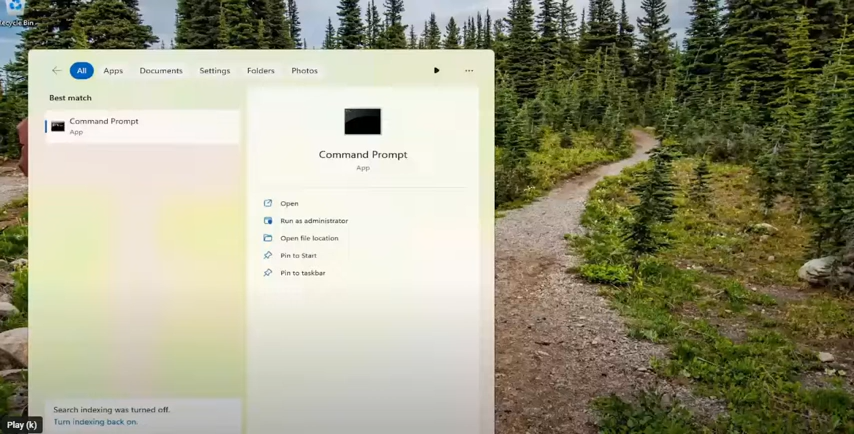 Recycle Bin
All
Apps
Documents
Settings
Folders
Photos
Best match
Command Prompt
App
Command Prompt
App
Open
Run as administrator
Open file location
Pin to Start
Pin to taskbar
Search indexing was turned off.
Turn indexing back on.
Play (k)